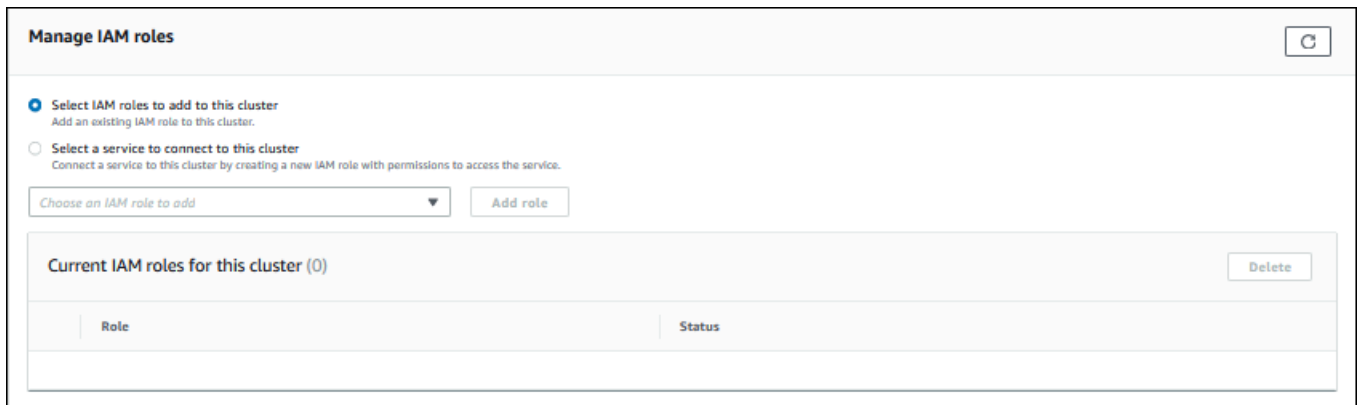 Manage IAM roles
Select IAM roles to add to this cluster
Add an existing IAM role to this cluster.
Select a service to connect to this cluster
Connect a service to this cluster by creating a new IAM role with permissions to access the service.
Choose an IAM role to add
Add role
Current IAM roles for this cluster (0)
Delete
Role
Status